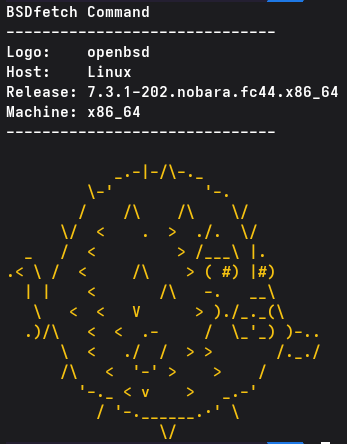 BSDfetch Command
------------------------------
Logo:    openbsd
Host:    Linux
Release: 7.3.1-202.nobara.fc44.x86_64
Machine: x86_64
------------------------------